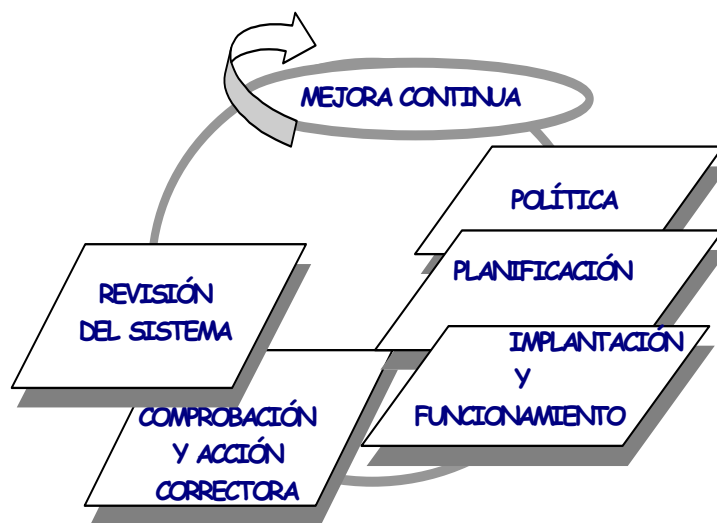 MEJORA CONTINUA
POLÍTICA
PLANIFICACIÓN
IMPLANTACIÓN
Y
FUNCIONAMIENTO
COMPROBACIÓN
Y ACCIÓN
CORRECTORA
REVISIÓN
DEL SISTEMA